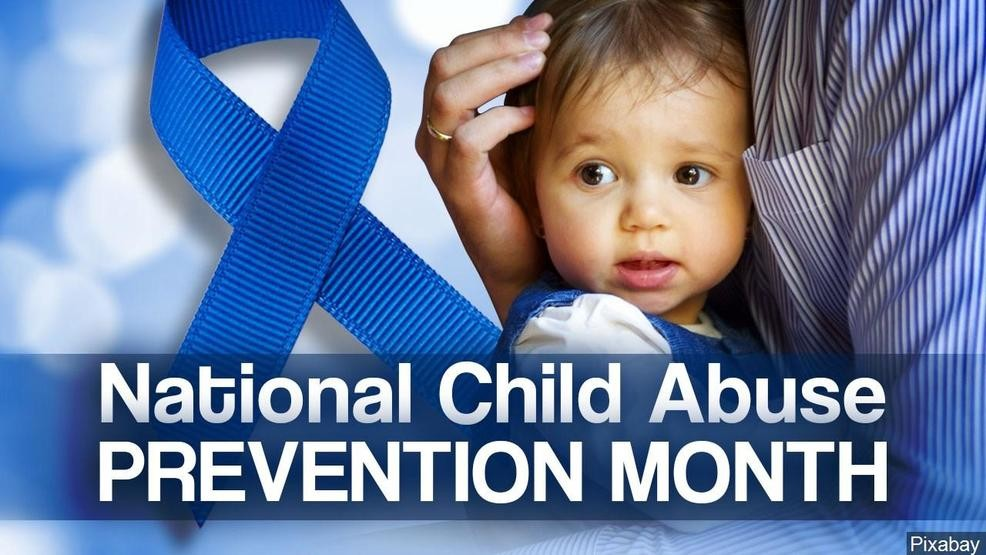 National Child Abuse
PREVENTION MONTH
Pixabay